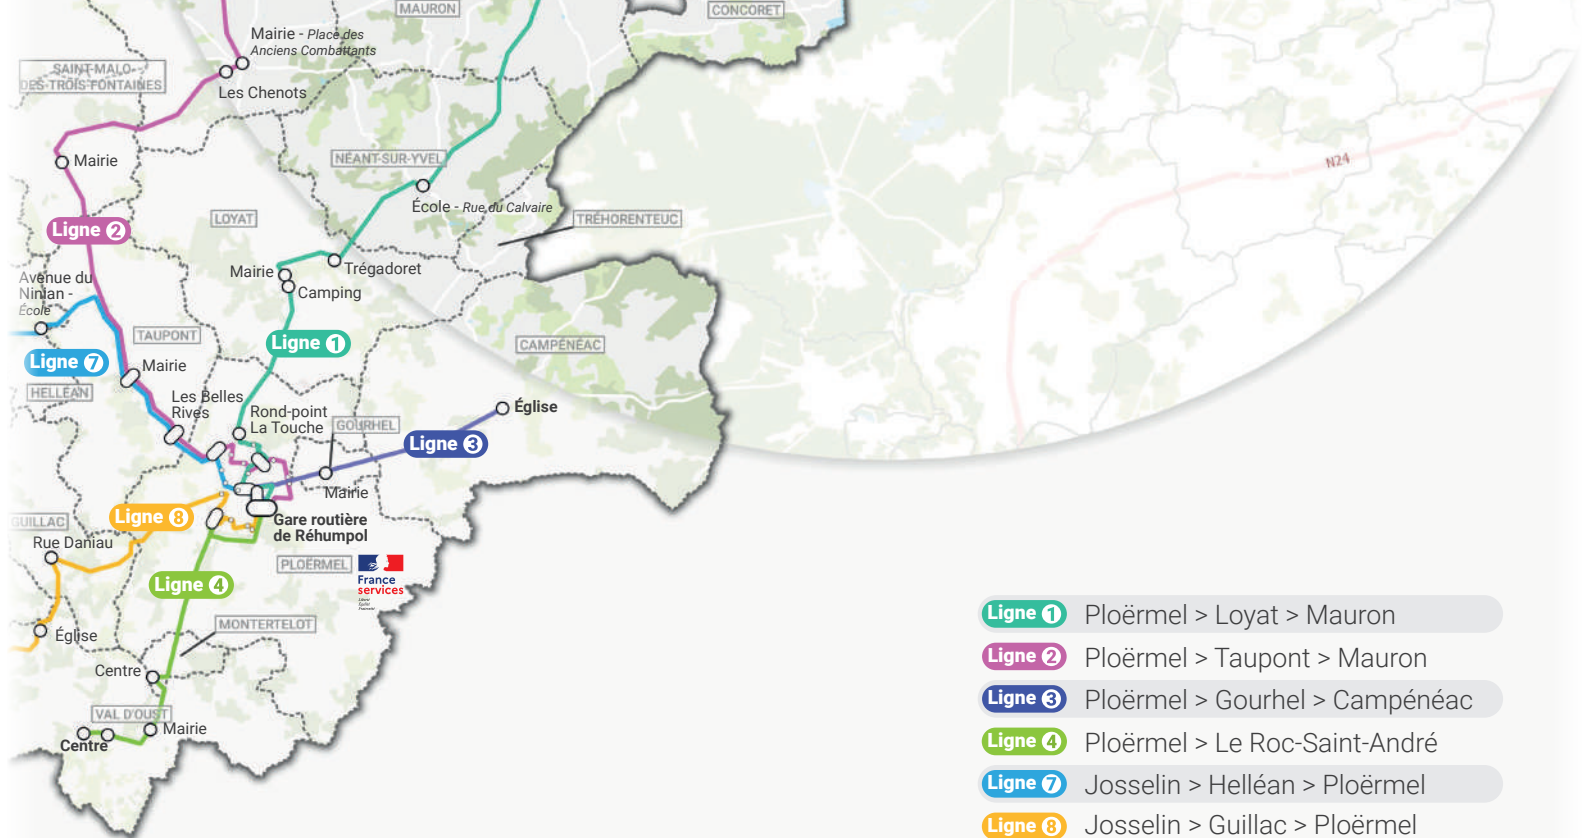 MAURON
CONCORET
Mairie - Place des
Anciens Combattants
SAINT-MALO-
DES-TROIS-FONTAINES
Les Chenots
Mairie
NÉANT-SUR-YVEL
N24
École - Rue du Calvaire
LOYAT
TRÉHORENTEUC
Ligne 2
Mairie
Trégadoret
Camping
Avenue du
Ninian -
École
TAUPONT
Ligne 1
CAMPÉNÉAC
Ligne 7
Mairie
HELLÉAN
Les Belles
Rives
Rond-point
La Touche
GOURHEL
Église
Ligne 3
Mairie
Ligne 8
GUILLAC
Rue Daniau
Gare routière
de Réhumpol
PLOËRMEL
France
services
Liberté
Égalité
Fraternité
Ligne 4
MONTERTELOT
Église
Centre
VAL D'OUST
Mairie
Centre
Ligne 1 Ploërmel > Loyat > Mauron
Ligne 2 Ploërmel > Taupont > Mauron
Ligne 3 Ploërmel > Gourhel > Campénéac
Ligne 4 Ploërmel > Le Roc-Saint-André
Ligne 7 Josselin > Helléan > Ploërmel
Ligne 8 Josselin > Guillac > Ploërmel